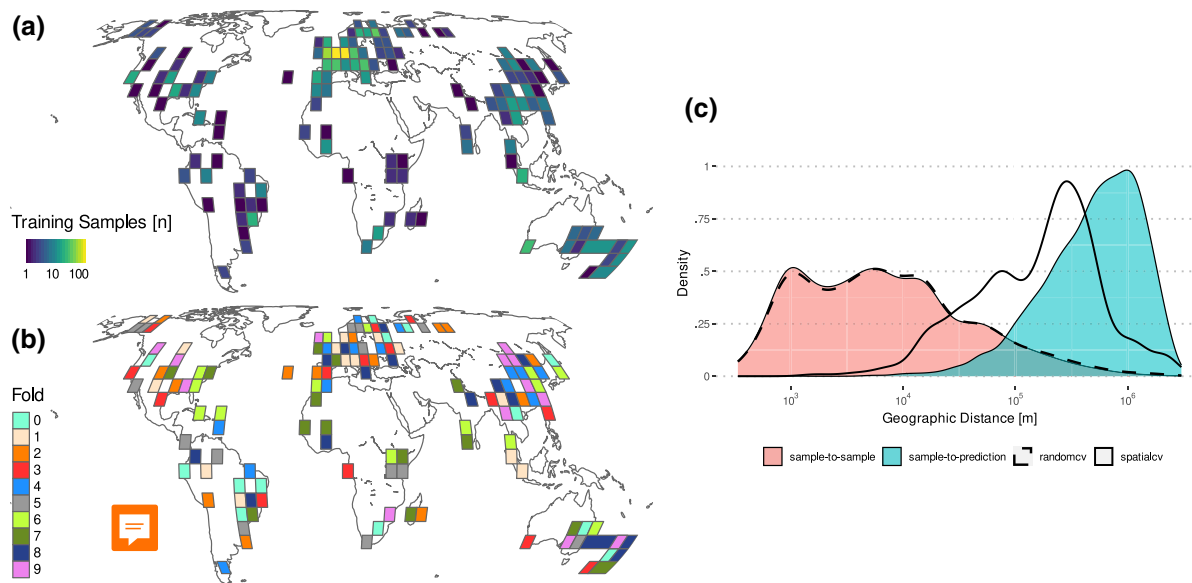 (a)
Training Samples [n]
1 10 100
(b)
Fold
0
1
2
3
4
5
6
7
8
9
(c)
1
.75
.5
.25
0
Density
10³ 10⁴ 10⁵ 10⁶
Geographic Distance [m]
sample-to-sample sample-to-prediction randomcv spatialcv